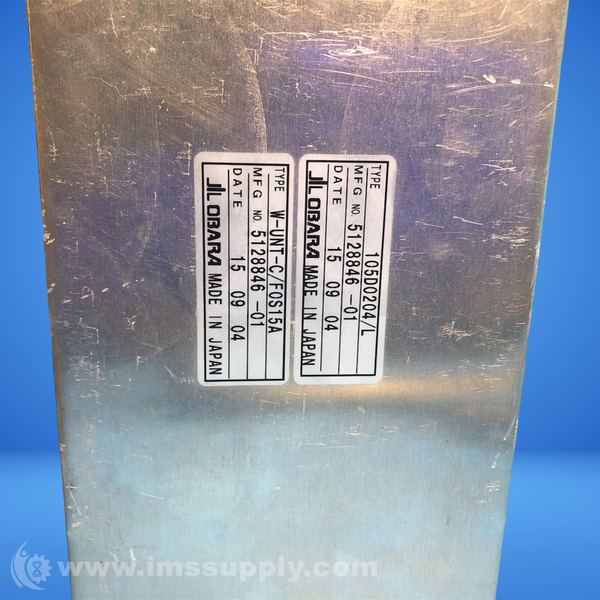 TYPE W-UNT-C/F0S15A
MFG NO. 5128846 -01
DATE 15 09 04
OBARA MADE IN JAPAN
TYPE 105D0204/L
MFG NO. 5128846 -01
DATE 15 09 04
OBARA MADE IN JAPAN
www.imssupply.com